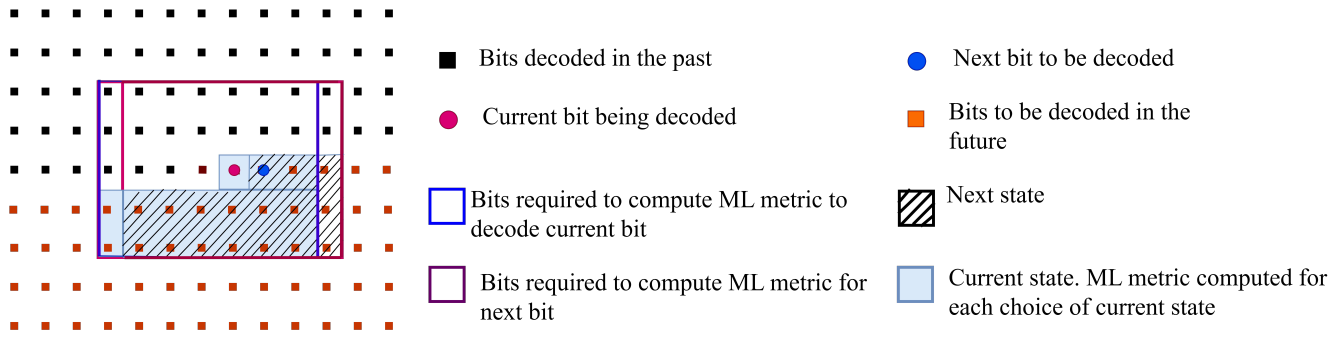 Bits decoded in the past
Next bit to be decoded
Current bit being decoded
Bits to be decoded in the
future
Bits required to compute ML metric to
decode current bit
Next state
Bits required to compute ML metric for
next bit
Current state. ML metric computed for
each choice of current state